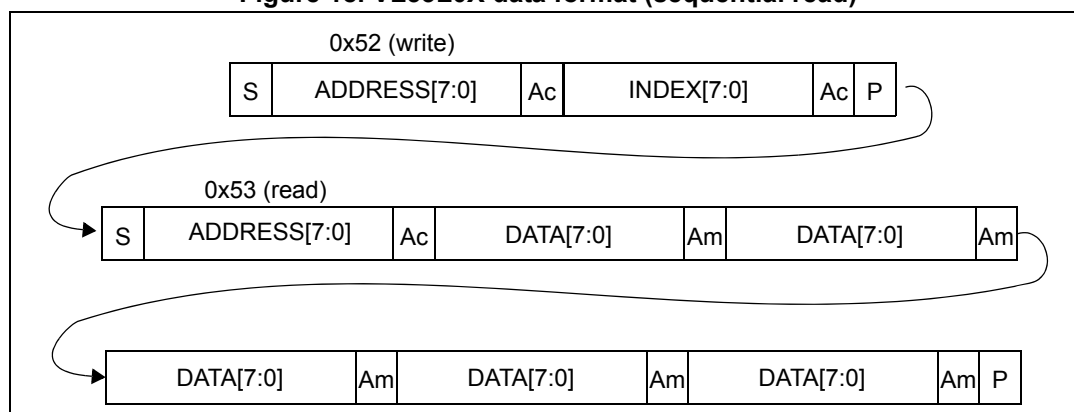 Figure VL53L0X data format (sequential read)
0x52 (write)
S ADDRESS[7:0] Ac INDEX[7:0] Ac P
0x53 (read)
S ADDRESS[7:0] Ac DATA[7:0] Am DATA[7:0] Am
DATA[7:0] Am DATA[7:0] Am DATA[7:0] Am P